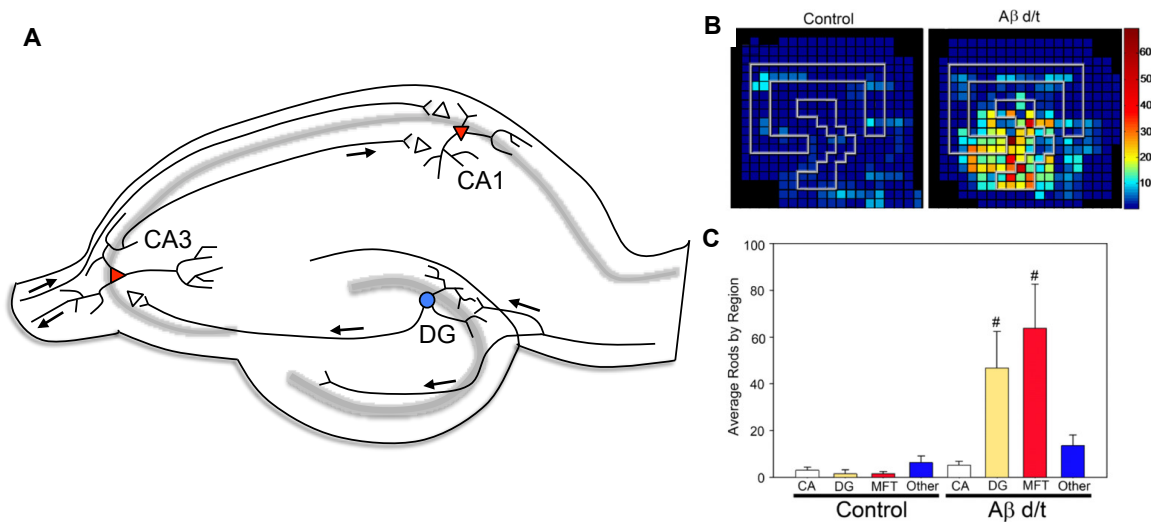 A
CA1
CA3
DG
B
Control
Aβ d/t
60
50
40
30
20
10
C
Average Rods by Region
100
80
60
40
20
0
#
#
CA DG MFT Other CA DG MFT Other
Control Aβ d/t